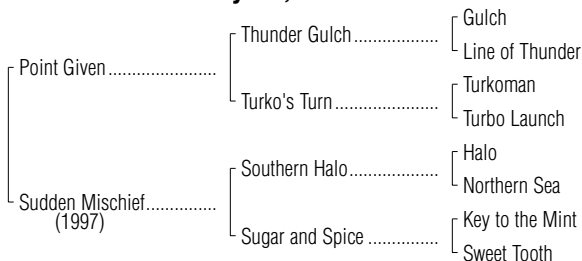 Gulch
Thunder Gulch
Line of Thunder
Point Given
Turkoman
Turko's Turn
Turbo Launch
Halo
Southern Halo
Northern Sea
Sudden Mischief
(1997)
Key to the Mint
Sugar and Spice
Sweet Tooth